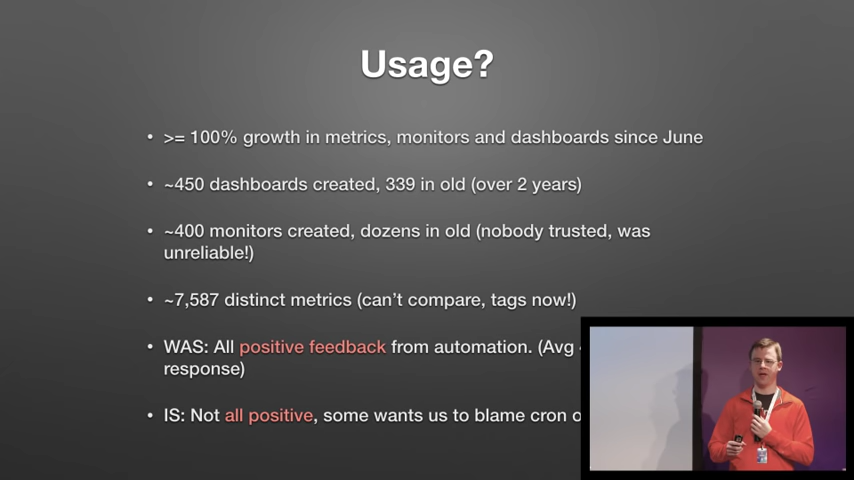 Usage?
• >= 100% growth in metrics, monitors and dashboards since June
• ~450 dashboards created, 339 in old (over 2 years)
• ~400 monitors created, dozens in old (nobody trusted, was
unreliable!)
• ~7,587 distinct metrics (can't compare, tags now!)
• WAS: All positive feedback from automation. (Avg
response)
• IS: Not all positive, some wants us to blame cron